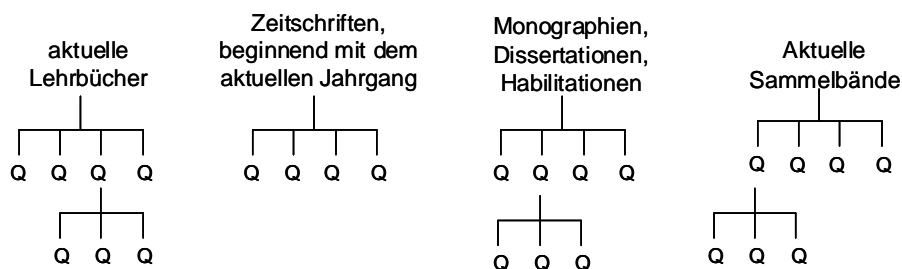 aktuelle
Lehrbücher
Zeitschriften,
beginnend mit dem
aktuellen Jahrgang
Monographien,
Dissertationen,
Habilitationen
Aktuelle
Sammelbände
Q Q Q Q
Q Q Q Q
Q Q Q Q
Q Q Q Q
Q Q Q
Q Q Q
Q Q Q